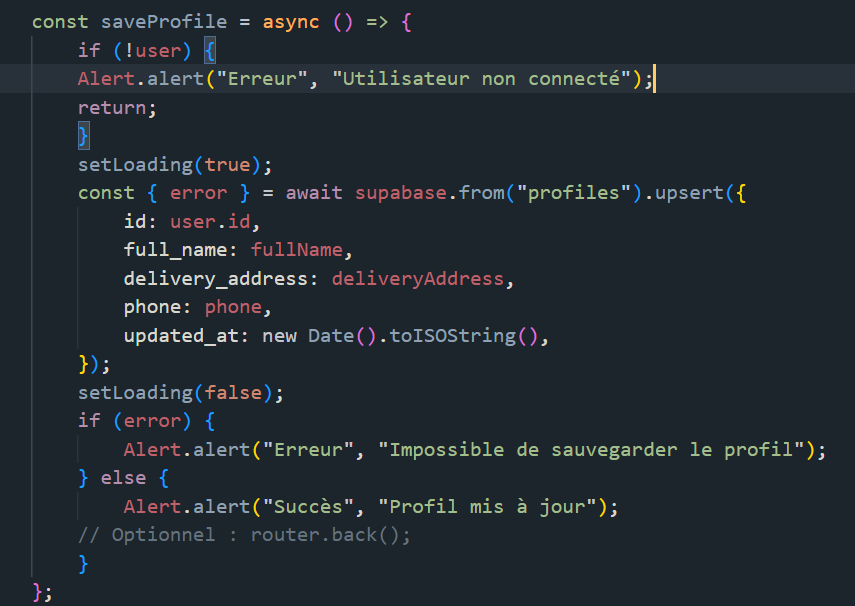 const saveProfile = async () => {
    if (!user) {
    Alert.alert("Erreur", "Utilisateur non connecté");
    return;
    }
    setLoading(true);
    const { error } = await supabase.from("profiles").upsert({
        id: user.id,
        full_name: fullName,
        delivery_address: deliveryAddress,
        phone: phone,
        updated_at: new Date().toISOString(),
    });
    setLoading(false);
    if (error) {
        Alert.alert("Erreur", "Impossible de sauvegarder le profil");
    } else {
        Alert.alert("Succès", "Profil mis à jour");
    // Optionnel : router.back();
    }
};